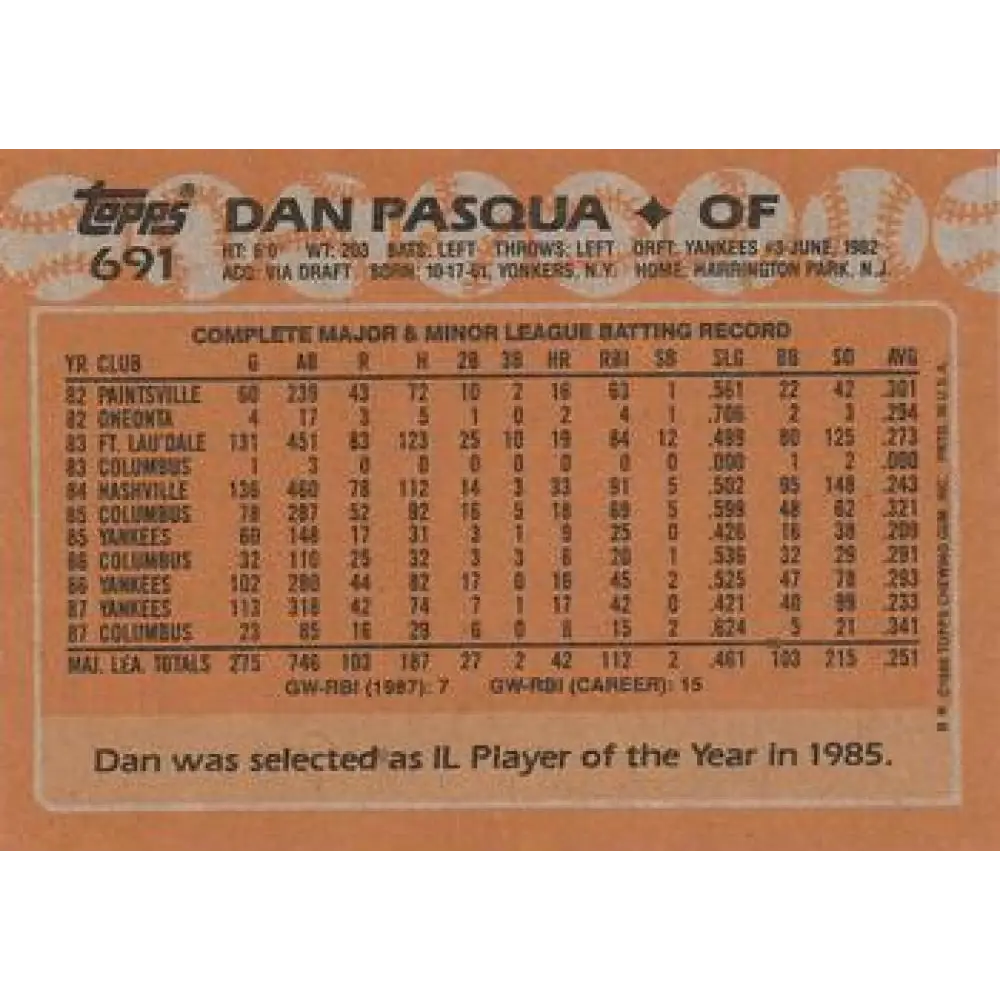 Topps® DAN PASQUA ✦ OF
691 HT: 6'0 WT: 203 BATS: LEFT THROWS: LEFT DRFT: YANKEES #3-JUNE, 1982
ACQ: VIA DRAFT BORN: 10-17-61, YONKERS, N.Y. HOME: HARRINGTON PARK, N.J.
COMPLETE MAJOR & MINOR LEAGUE BATTING RECORD
YR CLUB G AB R H 2B 3B HR RBI SB SLG BB SO AVG
82 PAINTSVILLE 60 239 43 72 10 2 16 63 1 .561 22 42 .301
82 ONEONTA 4 17 3 5 1 0 2 4 1 .706 2 3 .294
83 FT. LAU'DALE 131 451 83 123 25 10 19 84 12 .499 80 125 .273
83 COLUMBUS 1 3 0 0 0 0 0 0 0 .000 1 2 .000
84 NASHVILLE 136 460 78 112 14 3 33 91 5 .502 95 148 .243
85 COLUMBUS 78 287 52 92 16 5 18 69 5 .599 48 62 .321
85 YANKEES 60 148 17 31 3 1 9 25 0 .426 16 38 .209
86 COLUMBUS 32 110 25 32 3 3 6 20 1 .536 32 29 .291
86 YANKEES 102 280 44 82 17 0 16 45 2 .525 47 78 .293
87 YANKEES 113 318 42 74 7 1 17 42 0 .421 40 99 .233
87 COLUMBUS 23 85 16 29 6 0 6 15 2 .624 5 21 .341
MAJ. LEA. TOTALS 275 746 103 187 27 2 42 112 2 .461 103 215 .251
GW-RBI (1987): 7 GW-RBI (CAREER): 15
Dan was selected as IL Player of the Year in 1985.
©1988 TOPPS CHEWING GUM, INC. PRTD. IN U.S.A.